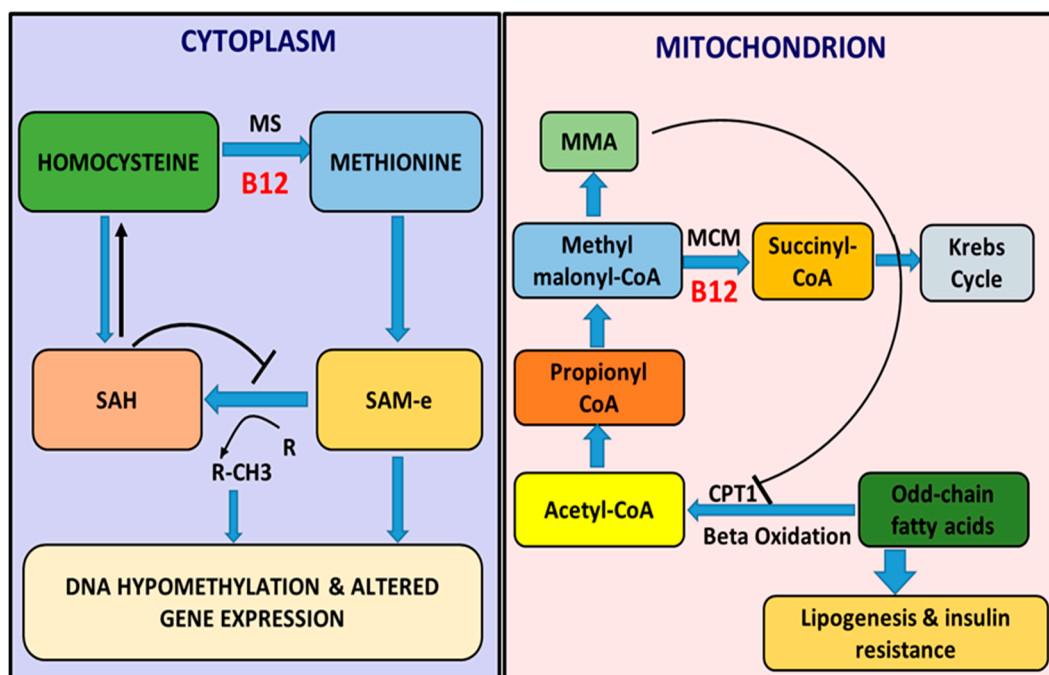 CYTOPLASM
HOMOCYSTEINE
MS
B12
METHIONINE
SAH
SAM-e
R
R-CH3
DNA HYPOMETHYLATION & ALTERED
GENE EXPRESSION
MITOCHONDRION
MMA
Methyl
malonyl-CoA
MCM
B12
Succinyl-
CoA
Krebs
Cycle
Propionyl
CoA
Acetyl-CoA
CPT1
Beta Oxidation
Odd-chain
fatty acids
Lipogenesis & insulin
resistance